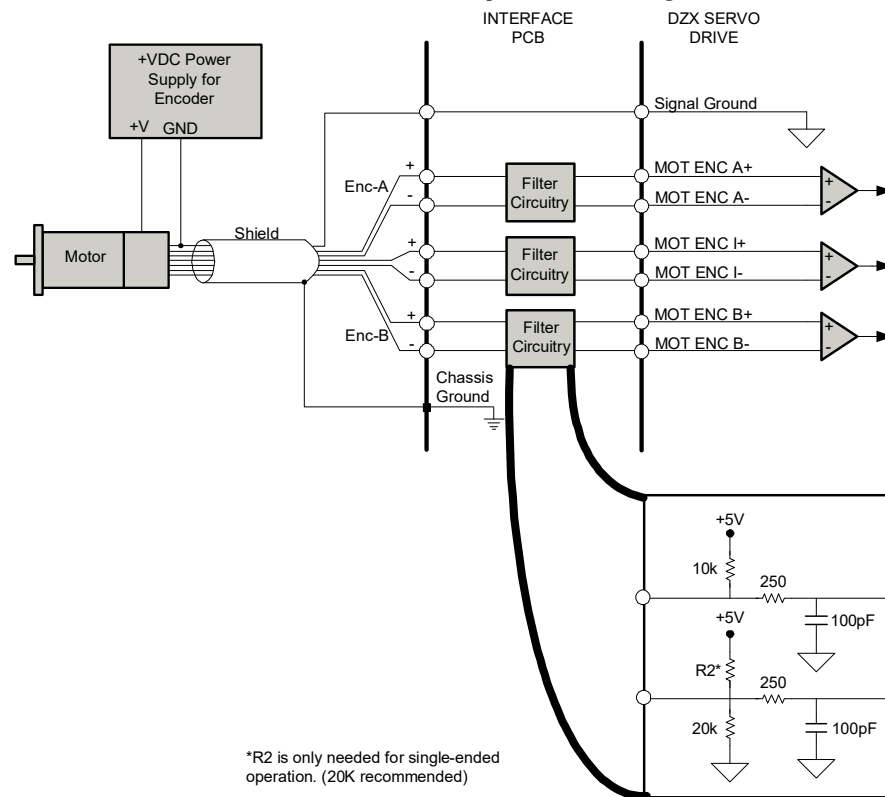 INTERFACE
PCB
DZX SERVO
DRIVE
+VDC Power
Supply for
Encoder
+V GND
Signal Ground
Enc-A
+
-
Filter
Circuitry
MOT ENC A+
MOT ENC A-
+
-
Motor
Shield
+
-
Filter
Circuitry
MOT ENC I+
MOT ENC I-
+
-
Enc-B
+
-
Filter
Circuitry
MOT ENC B+
MOT ENC B-
+
-
Chassis
Ground
+5V
10k
250
100pF
+5V
R2*
250
20k
100pF
*R2 is only needed for single-ended
operation. (20K recommended)